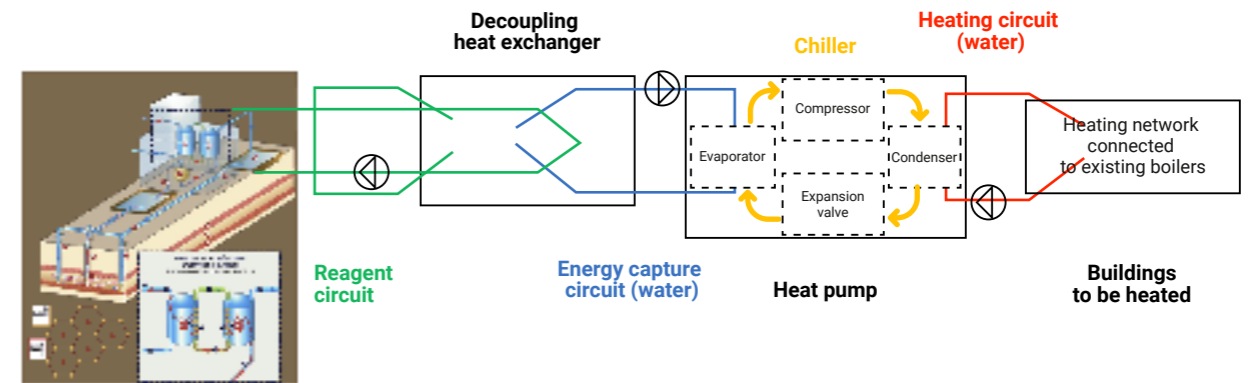 Decoupling
heat exchanger
Chiller
Heating circuit
(water)
Compressor
Evaporator
Condenser
Expansion
valve
Heating network
connected
to existing boilers
Reagent
circuit
Energy capture
circuit (water)
Heat pump
Buildings
to be heated